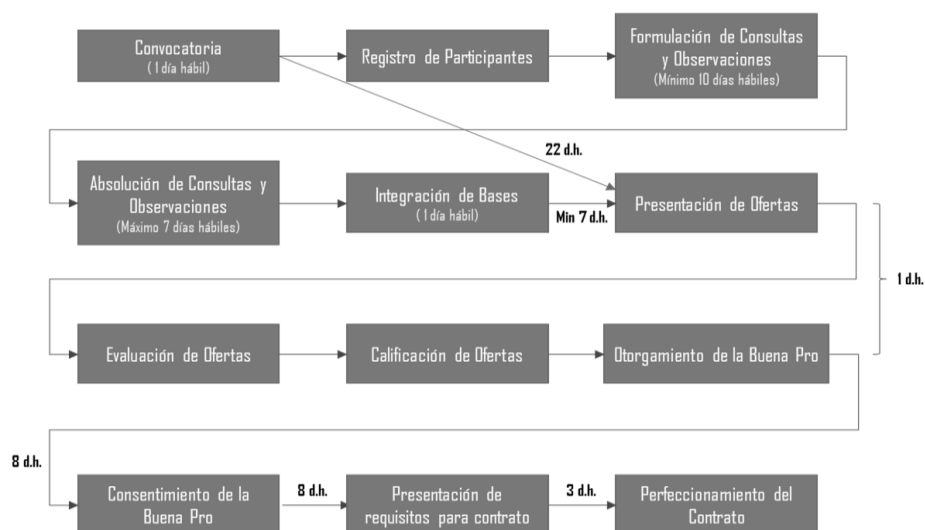 Convocatoria
(1 día hábil)
Registro de Participantes
Formulación de Consultas
y Observaciones
(Mínimo 10 días hábiles)
22 d.h.
Absolución de Consultas y
Observaciones
(Máximo 7 días hábiles)
Integración de Bases
(1 día hábil)
Min 7 d.h.
Presentación de Ofertas
1 d.h.
Evaluación de Ofertas
Calificación de Ofertas
Otorgamiento de la Buena Pro
8 d.h.
Consentimiento de la
Buena Pro
8 d.h.
Presentación de
requisitos para contrato
3 d.h.
Perfeccionamiento del
Contrato